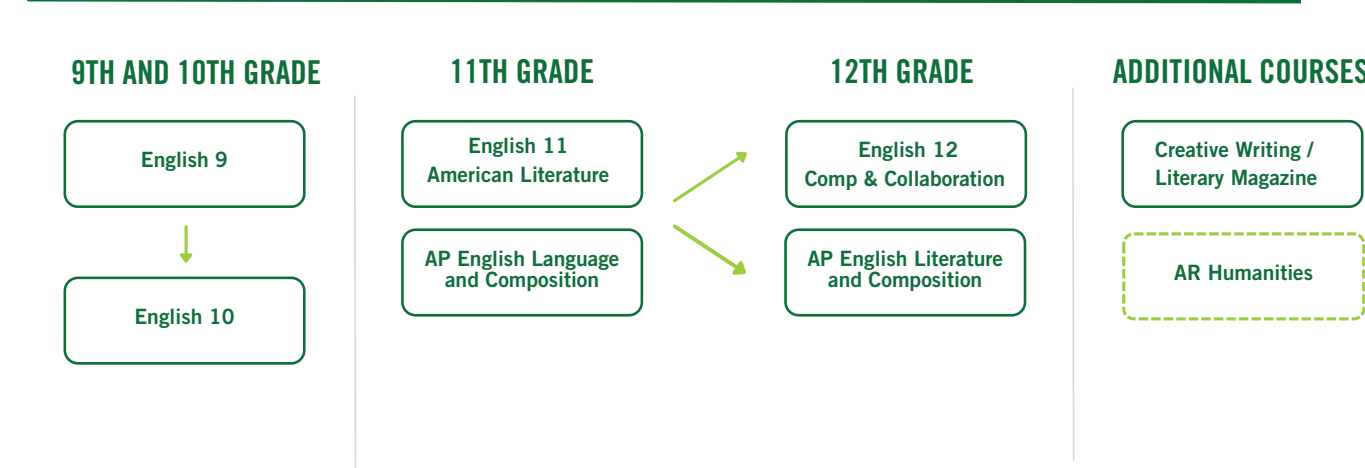 9TH AND 10TH GRADE
English 9
English 10
11TH GRADE
English 11
American Literature
AP English Language
and Composition
12TH GRADE
English 12
Comp & Collaboration
AP English Literature
and Composition
ADDITIONAL COURSES
Creative Writing /
Literary Magazine
AR Humanities